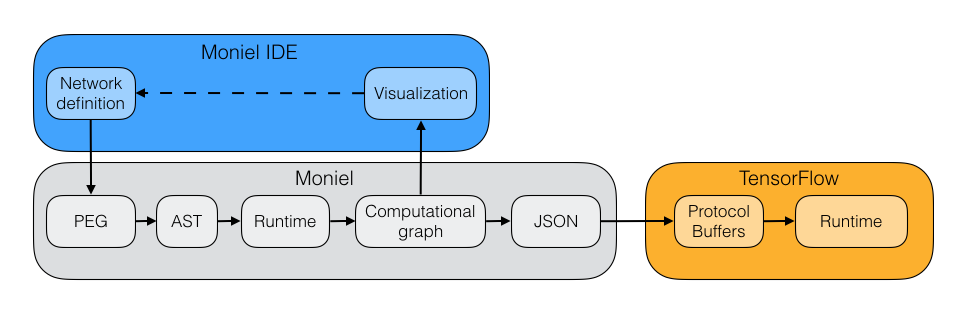 Moniel IDE
Network
definition
Visualization
Moniel
PEG
AST
Runtime
Computational
graph
JSON
TensorFlow
Protocol
Buffers
Runtime